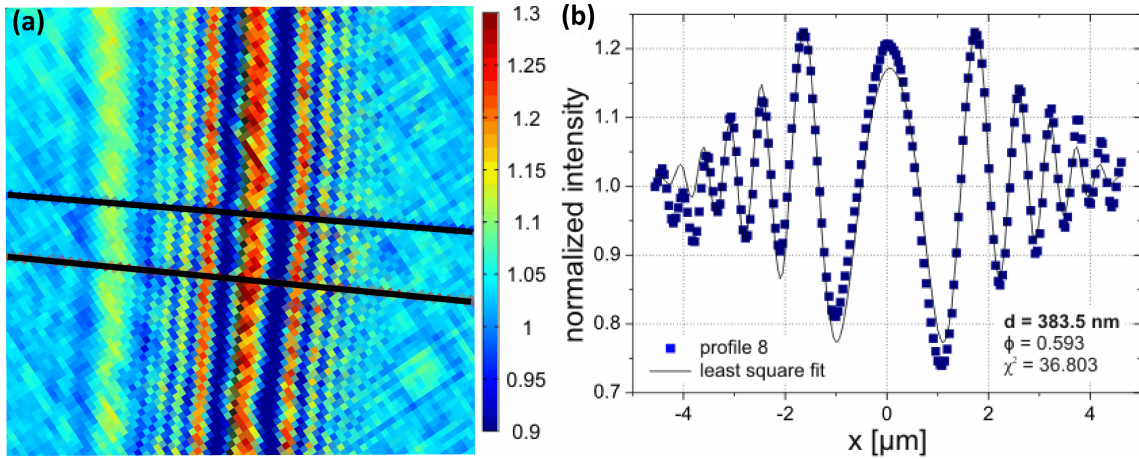 (a)
1.3
1.25
1.2
1.15
1.1
1.05
1
0.95
0.9
(b)
normalized intensity
1.2
1.1
1.0
0.9
0.8
0.7
profile 8
least square fit
d = 383.5 nm
ϕ = 0.593
χ² = 36.803
-4 -2 0 2 4
x [µm]